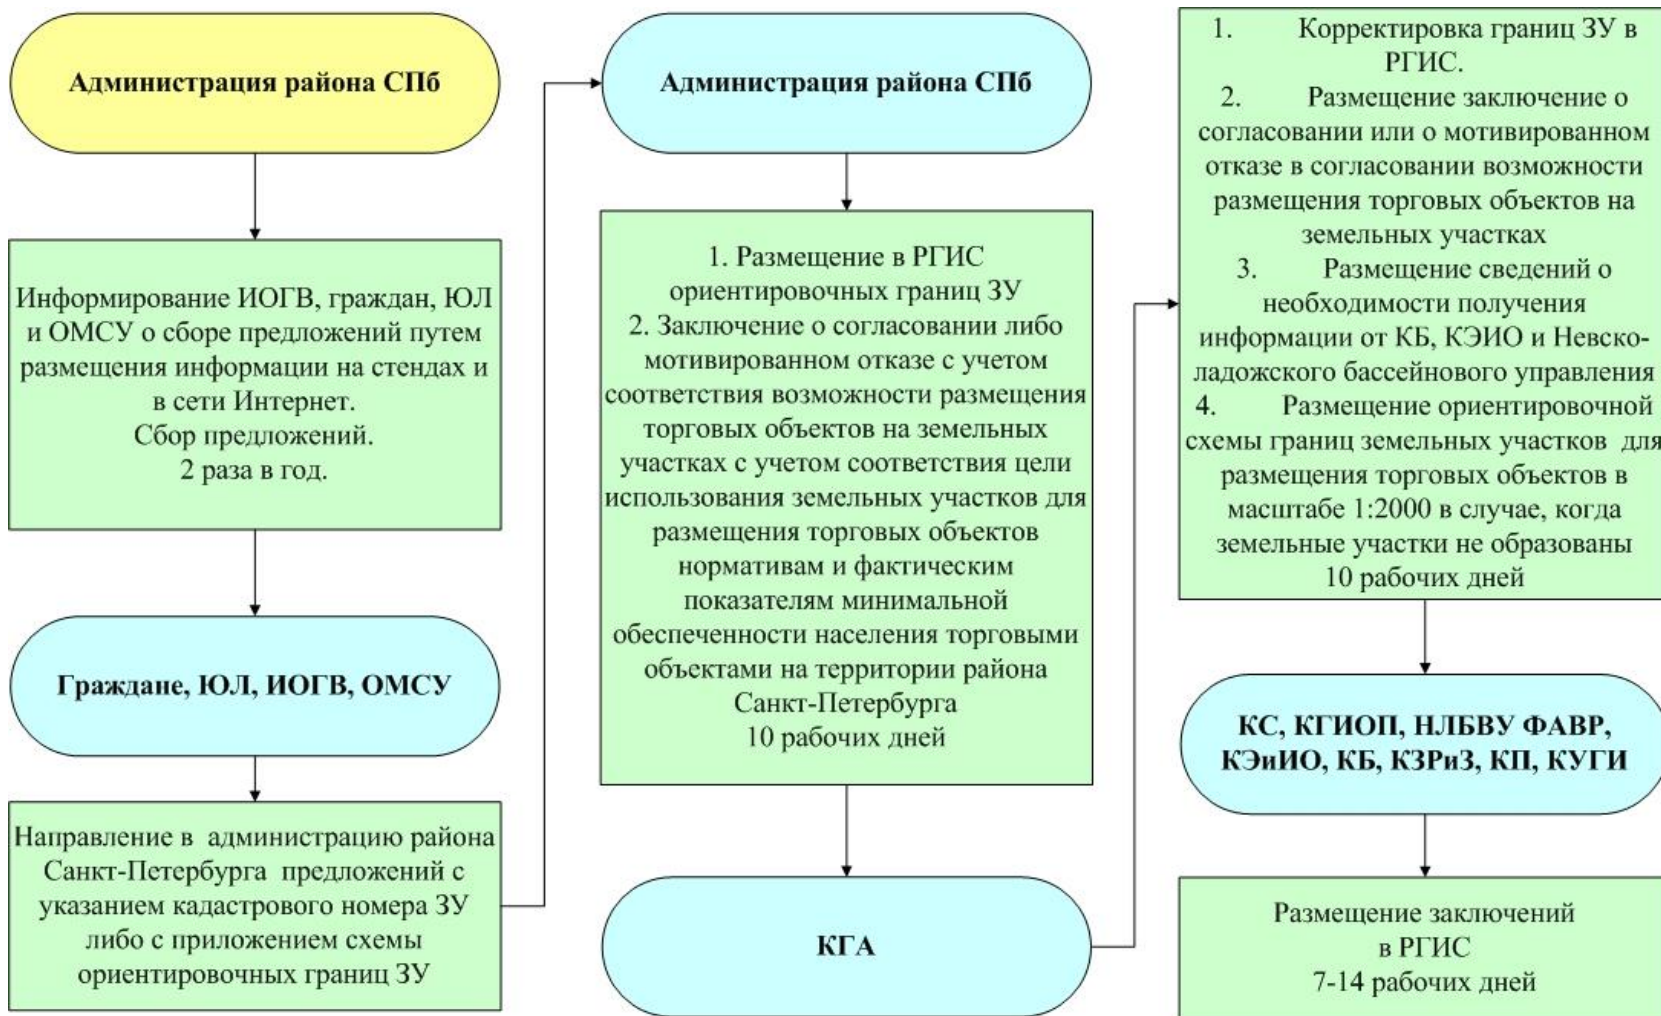 Администрация района СПб
Информирование ИОГВ, граждан, ЮЛ
и ОМСУ о сборе предложений путем
размещения информации на стендах и
в сети Интернет.
Сбор предложений.
2 раза в год.
Граждане, ЮЛ, ИОГВ, ОМСУ
Направление в администрацию района
Санкт-Петербурга предложений с
указанием кадастрового номера ЗУ
либо с приложением схемы
ориентировочных границ ЗУ
Администрация района СПб
1. Размещение в РГИС
ориентировочных границ ЗУ
2. Заключение о согласовании либо
мотивированном отказе с учетом
соответствия возможности размещения
торговых объектов на земельных
участках с учетом соответствия цели
использования земельных участков для
размещения торговых объектов
нормативам и фактическим
показателям минимальной
обеспеченности населения торговыми
объектами на территории района
Санкт-Петербурга
10 рабочих дней
КГА
1. Корректировка границ ЗУ в
РГИС.
2. Размещение заключение о
согласовании или о мотивированном
отказе в согласовании возможности
размещения торговых объектов на
земельных участках
3. Размещение сведений о
необходимости получения
информации от КБ, КЭИО и Невско-
ладожского бассейнового управления
4. Размещение ориентировочной
схемы границ земельных участков для
размещения торговых объектов в
масштабе 1:2000 в случае, когда
земельные участки не образованы
10 рабочих дней
КС, КГИОП, НЛБВУ ФАВР,
КЭиИО, КБ, КЗРиЗ, КП, КУГИ
Размещение заключений
в РГИС
7-14 рабочих дней